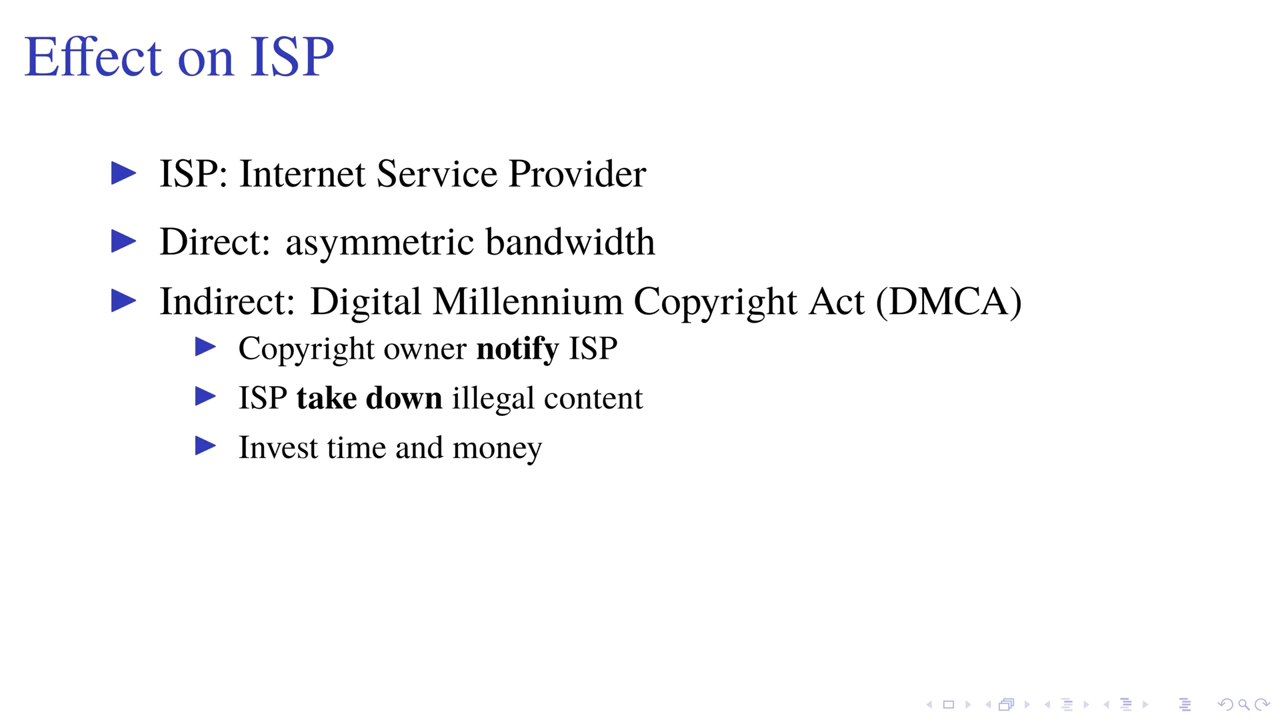 Effect on ISP
ISP: Internet Service Provider
Direct: asymmetric bandwidth
Indirect: Digital Millennium Copyright Act (DMCA)
Copyright owner notify ISP
ISP take down illegal content
Invest time and money